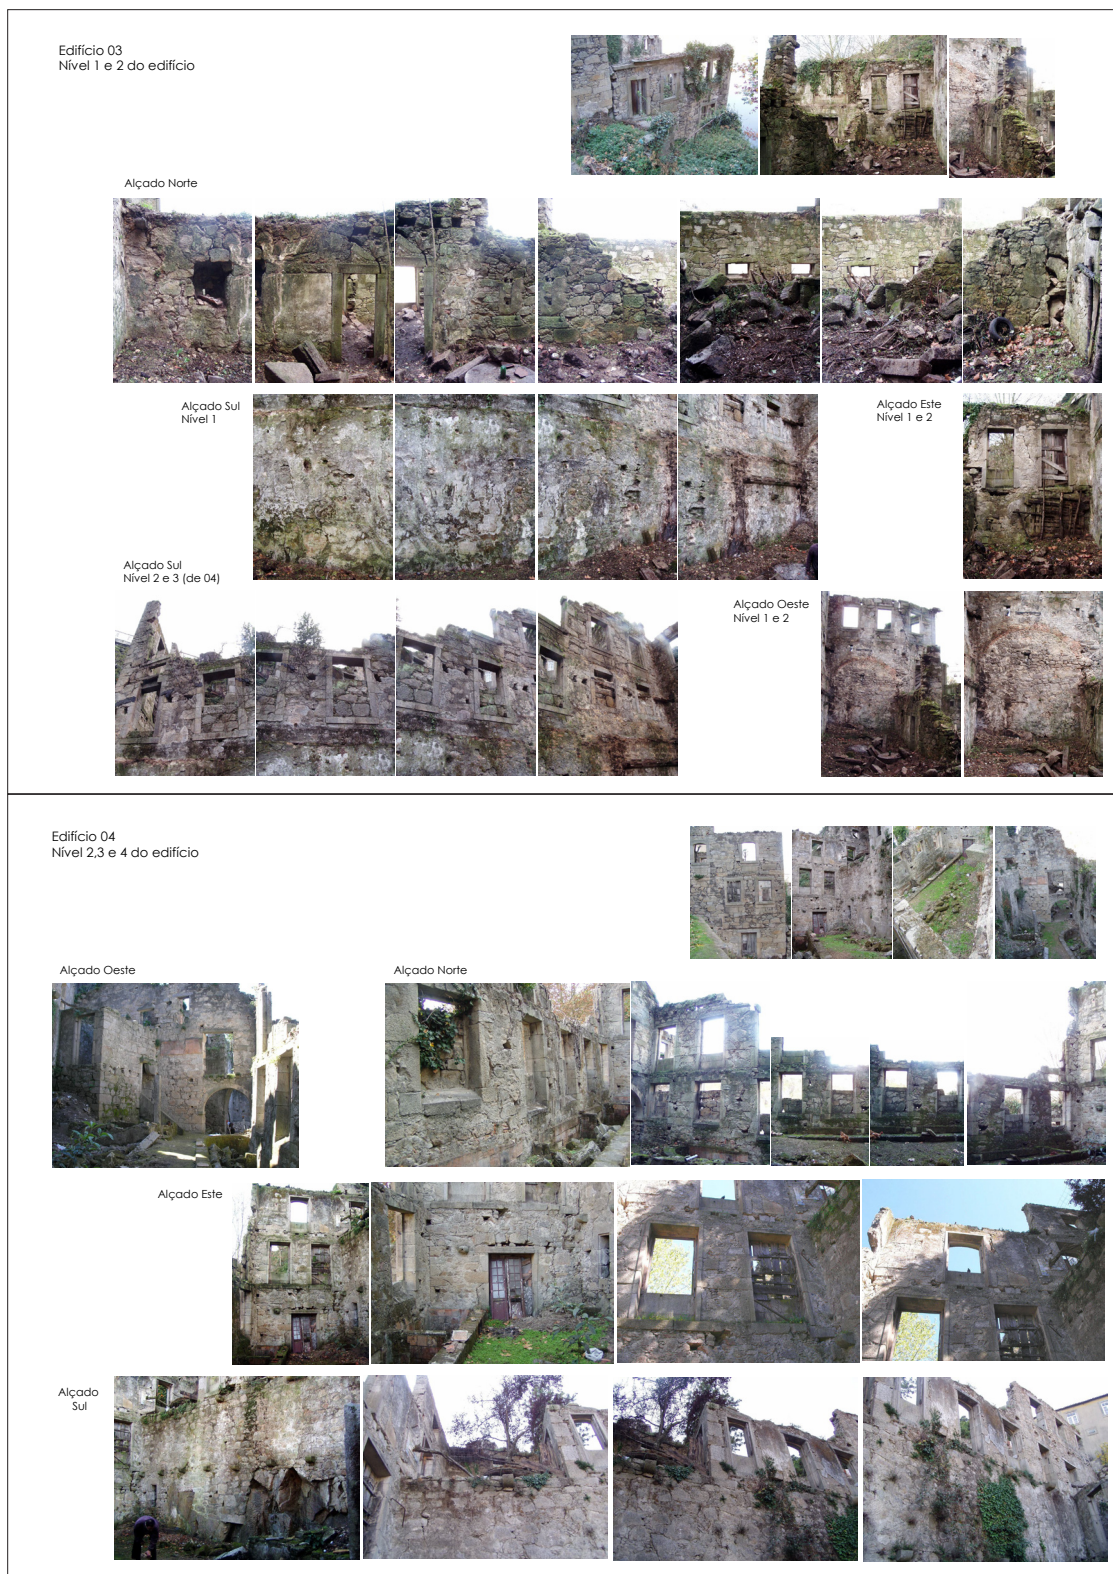 Edifício 03
Nível 1 e 2 do edifício
Alçado Norte
Alçado Sul
Nível 1
Alçado Este
Nível 1 e 2
Alçado Sul
Nível 2 e 3 (de 04)
Alçado Oeste
Nível 1 e 2
Edifício 04
Nível 2,3 e 4 do edifício
Alçado Oeste
Alçado Norte
Alçado Este
Alçado
Sul